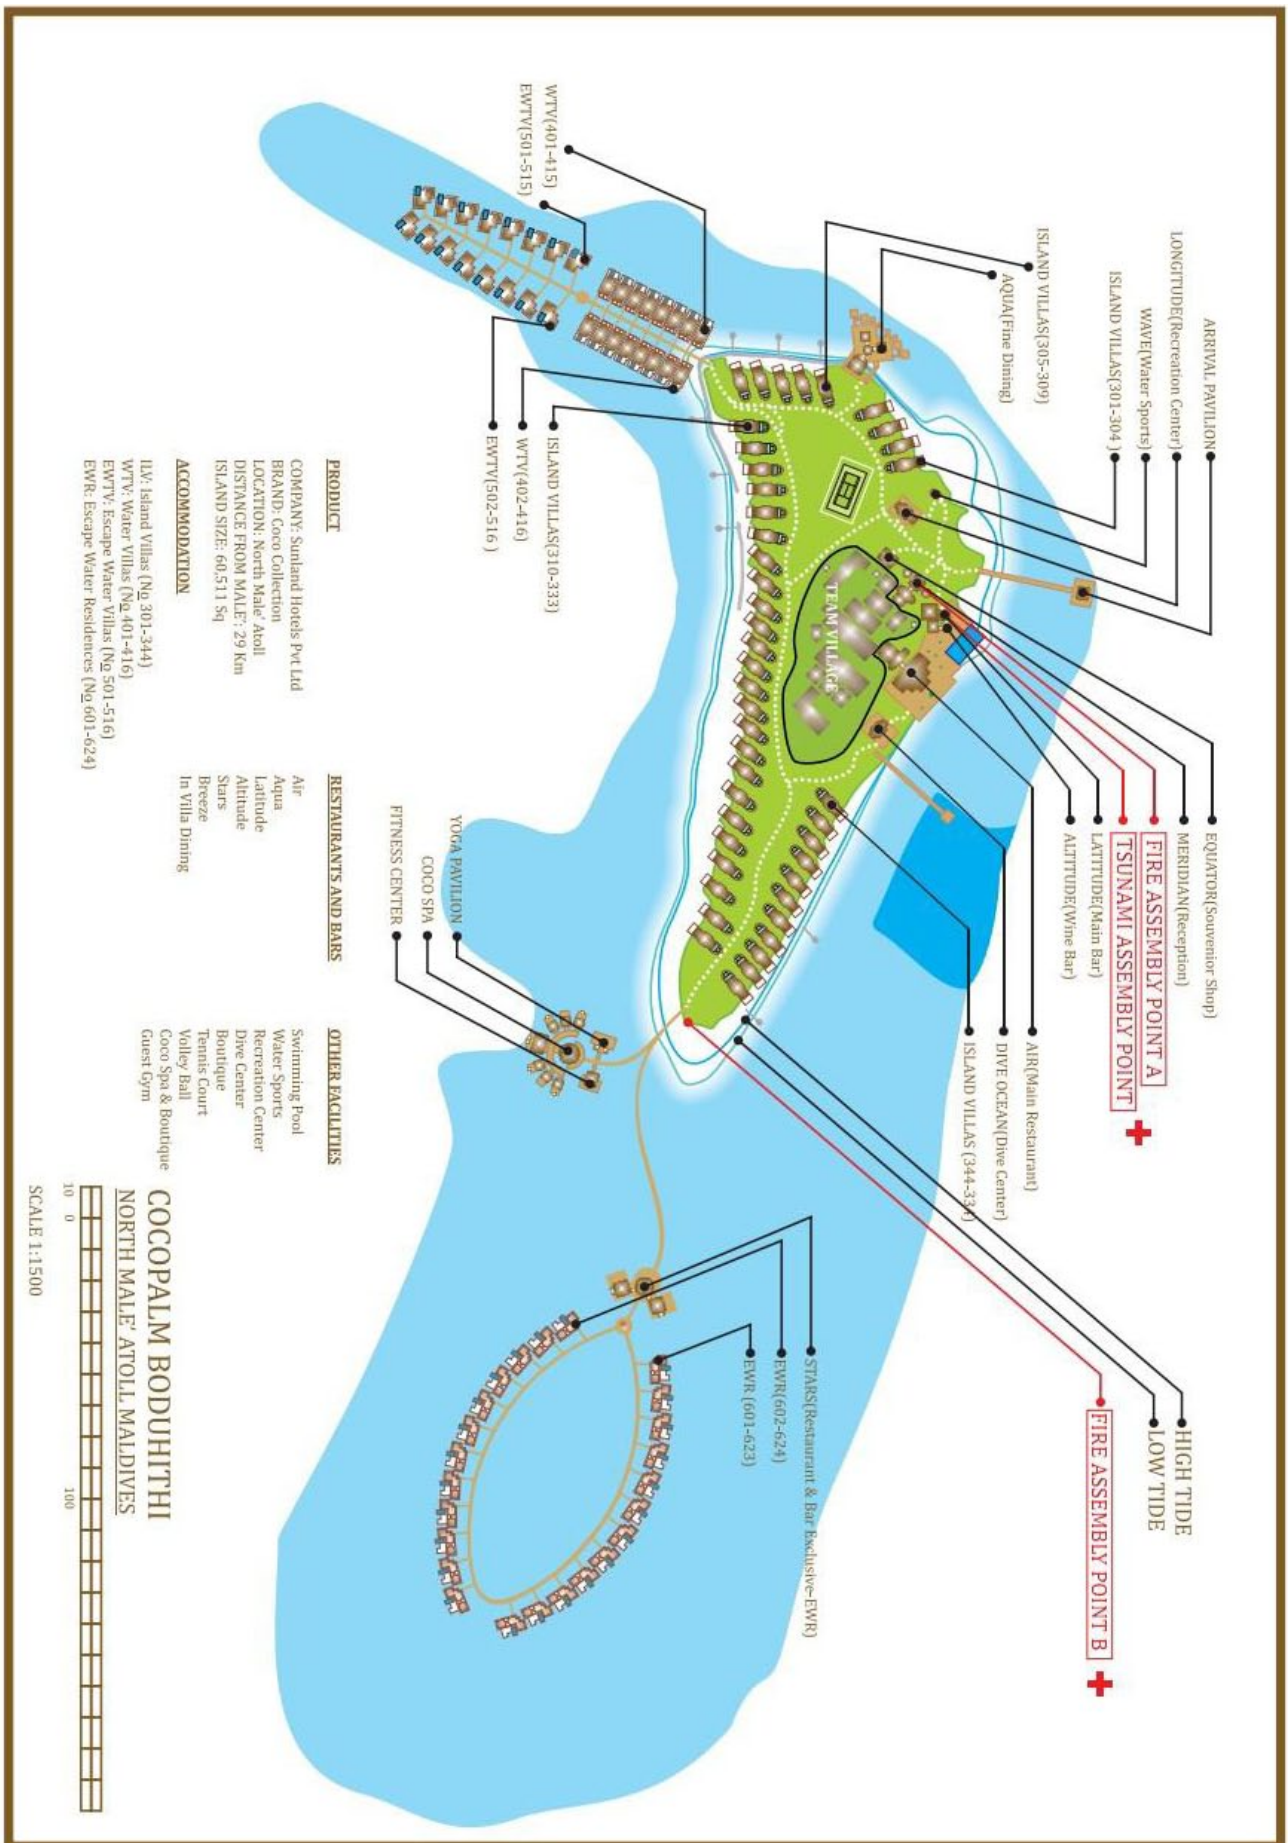 ARRIVAL PAVILION
LONGITUDE(Recreation Center)
WAVE(Water Sports)
ISLAND VILLAS(301-304 )
ISLAND VILLAS(305-309)
AQUA(Fine Dining)
WTV(401-415)
EWTV(501-515)
EQUATOR(Souvenior Shop)
MERIDIAN(Reception)
FIRE ASSEMBLY POINT A
TSUNAMI ASSEMBLY POINT
LATITUDE(Main Bar)
ALTITUDE(Wine Bar)
AIR(Main Restaurant)
DIVE OCEAN(Dive Center)
ISLAND VILLAS (344-334)
HIGH TIDE
LOW TIDE
FIRE ASSEMBLY POINT B
TEAM VILLAGE
STARS(Restaurant & Bar Exclusive-EWR)
EWR(602-624)
EWR (601-623)
ISLAND VILLAS(310-333)
WTV(402-416)
EWTV(502-516 )
YOGA PAVILION
COCO SPA
FITNESS CENTER
PRODUCT
COMPANY: Sunland Hotels Pvt Ltd
BRAND: Coco Collection
LOCATION: North Male' Atoll
DISTANCE FROM MALE': 29 Km
ISLAND SIZE: 60,511 Sq
ACCOMMODATION
ILV: Island Villas (No 301-344)
WTV: Water Villas (No 401-416)
EWTV: Escape Water Villas (No 501-516)
EWR: Escape Water Residences (No 601-624)
RESTAURANTS AND BARS
Air
Aqua
Latitude
Altitude
Stars
Breeze
In Villa Dining
OTHER FACILITIES
Swimming Pool
Water Sports
Recreation Center
Dive Center
Boutique
Tennis Court
Volley Ball
Coco Spa & Boutique
Guest Gym
COCOPALM BODUHITHI
NORTH MALE' ATOLL MALDIVES
10 0 100
SCALE 1:1500